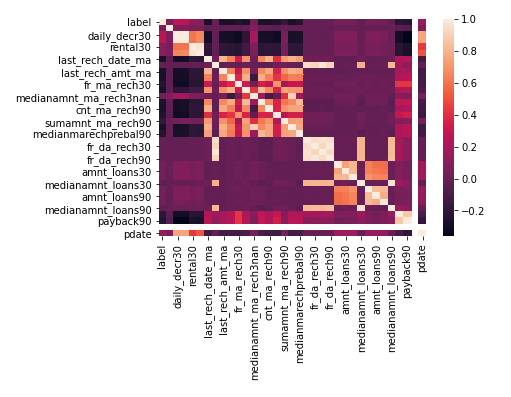 label
daily_decr30
rental30
last_rech_date_ma
last_rech_amt_ma
fr_ma_rech30
medianamnt_ma_rech3nan
cnt_ma_rech90
sumamnt_ma_rech90
medianmarechprebal90
fr_da_rech30
fr_da_rech90
amnt_loans30
medianamnt_loans30
amnt_loans90
medianamnt_loans90
payback90
pdate
label
daily_decr30
rental30
last_rech_date_ma
last_rech_amt_ma
fr_ma_rech30
medianamnt_ma_rech3nan
cnt_ma_rech90
sumamnt_ma_rech90
medianmarechprebal90
fr_da_rech30
fr_da_rech90
amnt_loans30
medianamnt_loans30
amnt_loans90
medianamnt_loans90
payback90
pdate
1.0
0.8
0.6
0.4
0.2
0.0
−0.2